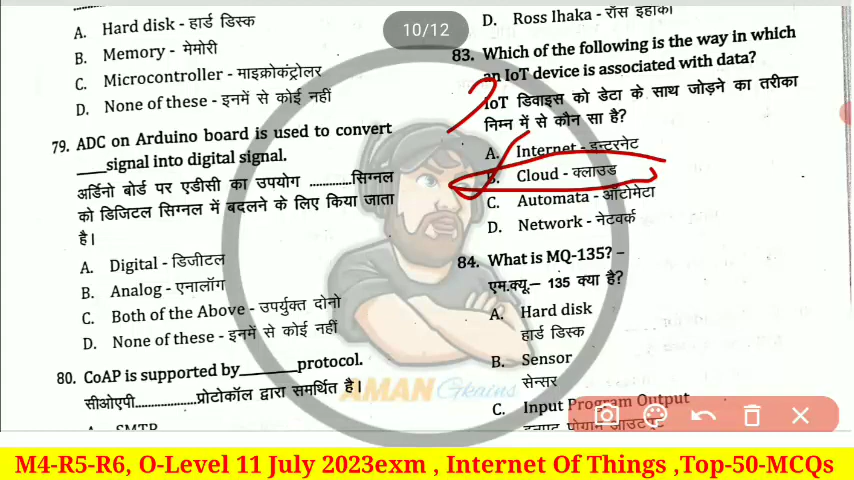 A. Hard disk - हार्ड डिस्क
B. Memory - मेमोरी
C. Microcontroller - माइक्रोकंट्रोलर
D. None of these - इनमें से कोई नहीं
79. ADC on Arduino board is used to convert
____signal into digital signal.
अर्डिनो बोर्ड पर एडीसी का उपयोग .............सिग्नल
को डिजिटल सिग्नल में बदलने के लिए किया जाता
है।
A. Digital - डिजीटल
B. Analog - एनालॉग
C. Both of the Above - उपर्युक्त दोनो
D. None of these - इनमें से कोई नहीं
80. CoAP is supported by________protocol.
सीओएपी...................प्रोटोकॉल द्वारा समर्थित है।
A. SMTP
10/12
D. Ross Ihaka - रॉस इहाका
83. Which of the following is the way in which
an IoT device is associated with data?
IoT डिवाइस को डेटा के साथ जोड़ने का तरीका
निम्न में से कौन सा है?
A. Internet - इन्टरनेट
B. Cloud - क्लाउड
C. Automata - ऑटोमेटा
D. Network - नेटवर्क
84. What is MQ-135? –
एम.क्यू.– 135 क्या है?
A. Hard disk
हार्ड डिस्क
B. Sensor
सेन्सर
C. Input Program Output
AMAN Gkains
M4-R5-R6, O-Level 11 July 2023exm , Internet Of Things ,Top-50-MCQs